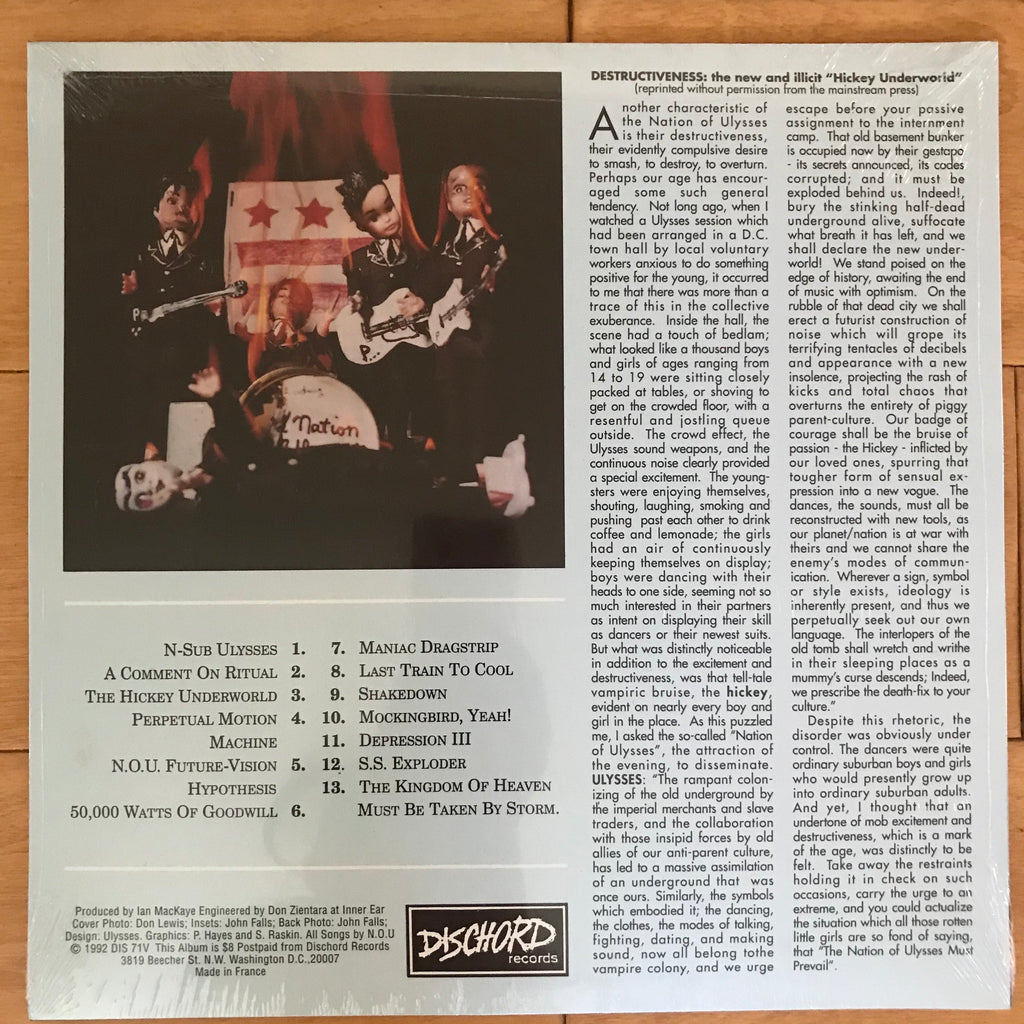 P
P...
Nation
DESTRUCTIVENESS: the new and illicit "Hickey Underworld"
(reprinted without permission from the mainstream press)
Another characteristic of
the Nation of Ulysses
is their destructiveness,
their evidently compulsive desire
to smash, to destroy, to overturn.
Perhaps our age has encour-
aged some such general
tendency. Not long ago, when I
watched a Ulysses session which
had been arranged in a D.C.
town hall by local voluntary
workers anxious to do something
positive for the young, it occurred
to me that there was more than a
trace of this in the collective
exuberance. Inside the hall, the
scene had a touch of bedlam;
what looked like a thousand boys
and girls of ages ranging from
14 to 19 were sitting closely
packed at tables, or shoving to
get on the crowded floor, with a
resentful and jostling queue
outside. The crowd effect, the
Ulysses sound weapons, and the
continuous noise clearly provided
a special excitement. The young-
sters were enjoying themselves,
shouting, laughing, smoking and
pushing past each other to drink
coffee and lemonade; the girls
had an air of continuously
keeping themselves on display;
boys were dancing with their
heads to one side, seeming not so
much interested in their partners
as intent on displaying their skill
as dancers or their newest suits.
But what was distinctly noticeable
in addition to the excitement and
destructiveness, was that tell-tale
vampiric bruise, the hickey,
evident on nearly every boy and
girl in the place. As this puzzled
me, I asked the so-called "Nation
of Ulysses", the attraction of
the evening, to disseminate.
ULYSSES: "The rampant colon-
izing of the old underground by
the imperial merchants and slave
traders, and the collaboration
with those insipid forces by old
allies of our anti-parent culture,
has led to a massive assimilation
of an underground that was
once ours. Similarly, the symbols
which embodied it; the dancing,
the clothes, the modes of talking,
fighting, dating, and making
sound, now all belong tothe
vampire colony, and we urge
escape before your passive
assignment to the internment
camp. That old basement bunker
is occupied now by their gestapo
- its secrets announced, its codes
corrupted; and it must be
exploded behind us. Indeed!,
bury the stinking half-dead
underground alive, suffocate
what breath it has left, and we
shall declare the new under-
world! We stand poised on the
edge of history, awaiting the end
of music with optimism. On the
rubble of that dead city we shall
erect a futurist construction of
noise which will grope its
terrifying tentacles of decibels
and appearance with a new
insolence, projecting the rash of
kicks and total chaos that
overturns the entirety of piggy
parent-culture. Our badge of
courage shall be the bruise of
passion - the Hickey - inflicted by
our loved ones, spurring that
tougher form of sensual ex-
pression into a new vogue. The
dances, the sounds, must all be
reconstructed with new tools, as
our planet/nation is at war with
theirs and we cannot share the
enemy's modes of commun-
ication. Wherever a sign, symbol
or style exists, ideology is
inherently present, and thus we
perpetually seek out our own
language. The interlopers of the
old tomb shall wretch and writhe
in their sleeping places as a
mummy's curse descends; Indeed,
we prescribe the death-fix to your
culture."
Despite this rhetoric, the
disorder was obviously under
control. The dancers were quite
ordinary suburban boys and girls
who would presently grow up
into ordinary suburban adults.
And yet, I thought that an
undertone of mob excitement and
destructiveness, which is a mark
of the age, was distinctly to be
felt. Take away the restraints
holding it in check on such
occasions, carry the urge to an
extreme, and you could actualize
the situation which all those rotten
little girls are so fond of saying,
that "The Nation of Ulysses Must
Prevail".
N-SUB ULYSSES 1.
A COMMENT ON RITUAL 2.
THE HICKEY UNDERWORLD 3.
PERPETUAL MOTION 4.
MACHINE
N.O.U. FUTURE-VISION 5.
HYPOTHESIS
50,000 WATTS OF GOODWILL 6.
7. MANIAC DRAGSTRIP
8. LAST TRAIN TO COOL
9. SHAKEDOWN
10. MOCKINGBIRD, YEAH!
11. DEPRESSION III
12. S.S. EXPLODER
13. THE KINGDOM OF HEAVEN
MUST BE TAKEN BY STORM.
Produced by Ian MacKaye Engineered by Don Zientara at Inner Ear
Cover Photo: Don Lewis; Insets: John Falls; Back Photo: John Falls;
Design: Ulysses. Graphics: P. Hayes and S. Raskin. All Songs by N.O.U
© 1992 DIS 71V This Album is $8 Postpaid from Dischord Records
3819 Beecher St. N.W. Washington D.C.,20007
Made in France
DISCHORD
records